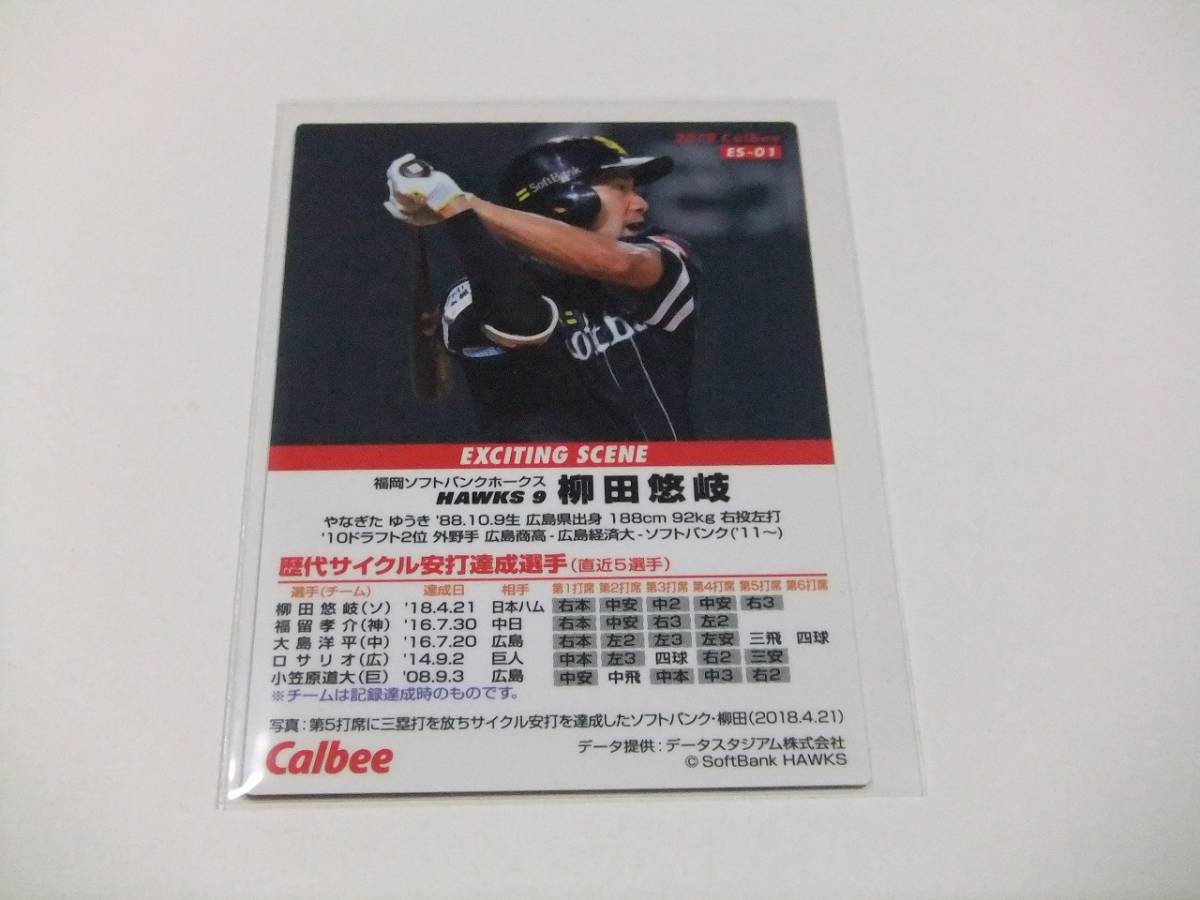 Calbee
ES-01
SoftBank
EXCITING SCENE
福岡ソフトバンクホークス
HAWKS 9 柳田悠岐
やなぎた ゆうき '88.10.9生 広島県出身 188cm 92kg 右投左打
'10ドラフト2位 外野手 広島商高-広島経済大-ソフトバンク('11〜)
歴代サイクル安打達成選手(直近5選手)
選手(チーム) 達成日 相手 第1打席 第2打席 第3打席 第4打席 第5打席 第6打席
柳田悠岐(ソ) '18.4.21 日本ハム 右本 中安 中2 中安 右3
福留孝介(神) '16.7.30 中日 右本 中安 右3 左2
大島洋平(中) '16.7.20 広島 右本 左2 左3 左安 三飛 四球
ロサリオ(広) '14.9.2 巨人 中本 左3 四球 右2 三安
小笠原道大(巨) '08.9.3 広島 中安 中飛 中本 中3 右2
※チームは記録達成時のものです。
写真:第5打席に三塁打を放ちサイクル安打を達成したソフトバンク・柳田(2018.4.21)
Calbee
データ提供:データスタジアム株式会社
© SoftBank HAWKS